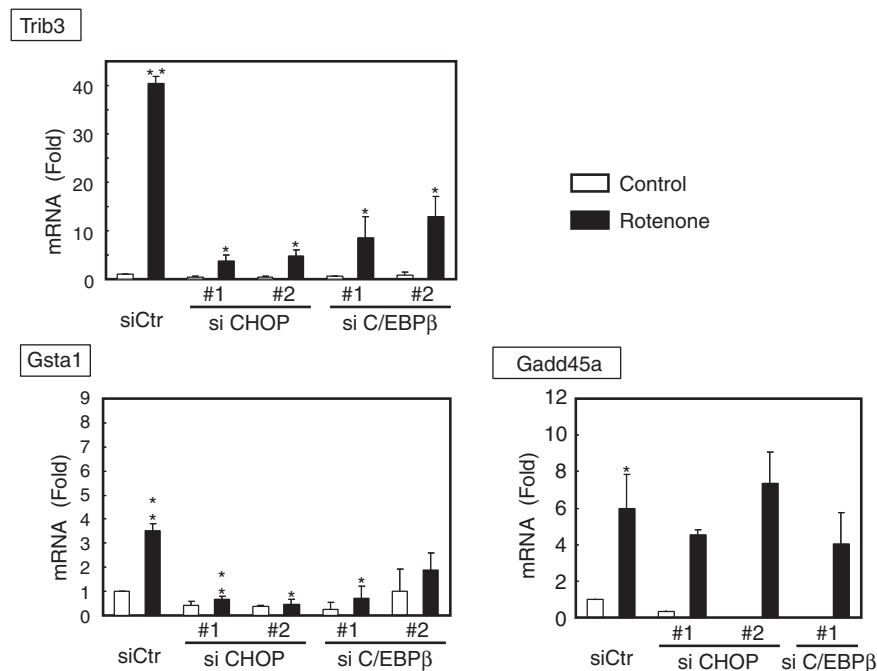 Trib3
mRNA (Fold)
40
30
20
10
0
* *
*
*
*
*
#1
#2
#1
#2
siCtr
si CHOP
si C/EBPβ
Control
Rotenone
Gsta1
mRNA (Fold)
9
8
7
6
5
4
3
2
1
0
*
*
*
*
*
*
#1
#2
#1
#2
siCtr
si CHOP
si C/EBPβ
Gadd45a
mRNA (Fold)
12
10
8
6
4
2
0
*
#1
#2
#1
siCtr
si CHOP
si C/EBPβ